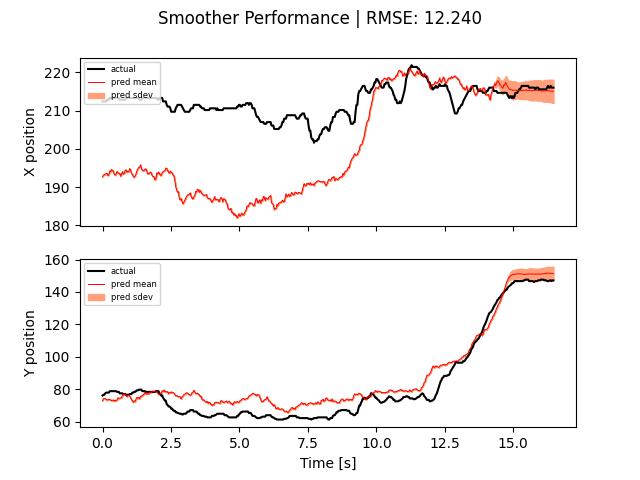 Smoother Performance | RMSE: 12.240
actual
pred mean
pred sdev
220
210
200
190
180
X position
actual
pred mean
pred sdev
160
140
120
100
80
60
Y position
0.0 2.5 5.0 7.5 10.0 12.5 15.0
Time [s]